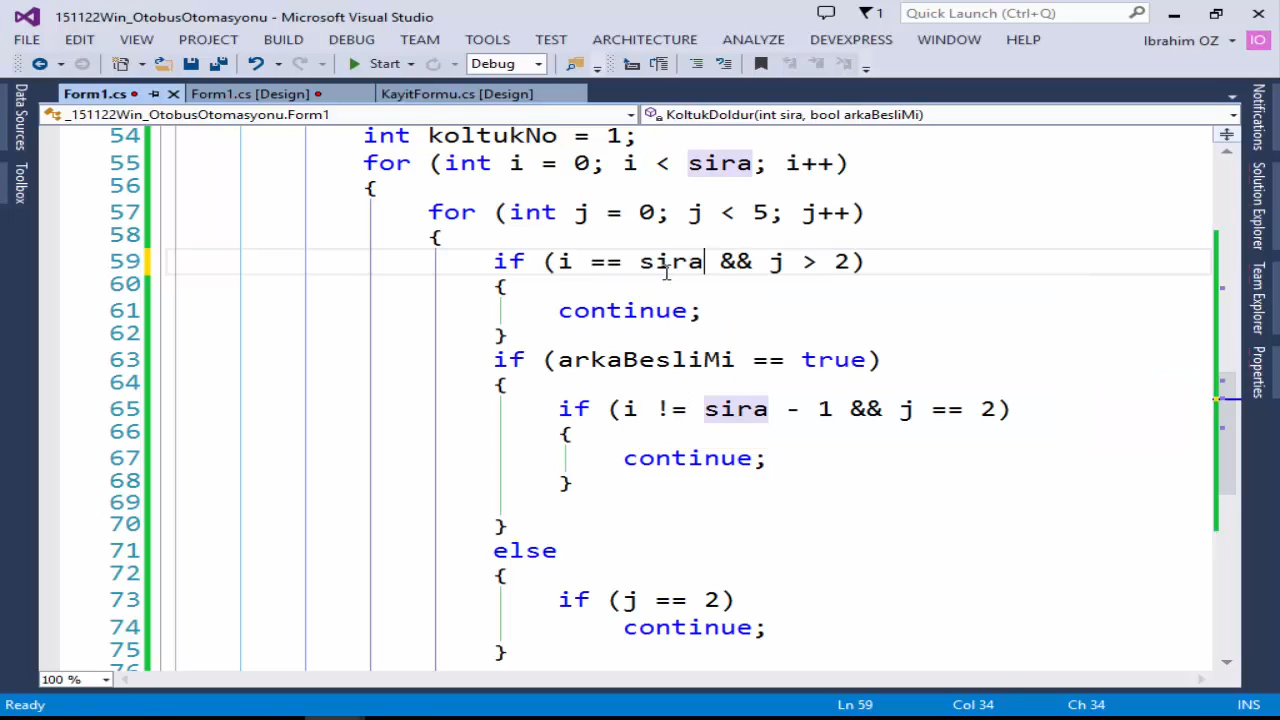 151122Win_OtobusOtomasyonu - Microsoft Visual Studio
1
Quick Launch (Ctrl+Q)
FILE EDIT VIEW PROJECT BUILD DEBUG TEAM TOOLS TEST ARCHITECTURE ANALYZE DEVEXPRESS WINDOW HELP Ibrahim OZ IO
Start Debug
Form1.cs Form1.cs [Design] KayitFormu.cs [Design]
_151122Win_OtobusOtomasyonu.Form1 KoltukDoldur(int sira, bool arkaBesliMi)
Data Sources
Toolbox
54 int koltukNo = 1;
55 for (int i = 0; i < sira; i++)
56 {
57 for (int j = 0; j < 5; j++)
58 {
59 if (i == sira && j > 2)
60 {
61 continue;
62 }
63 if (arkaBesliMi == true)
64 {
65 if (i != sira - 1 && j == 2)
66 {
67 continue;
68 }
69
70 }
71 else
72 {
73 if (j == 2)
74 continue;
75 }
76
Notifications
Solution Explorer
Team Explorer
Properties
100 %
Ready Ln 59 Col 34 Ch 34 INS